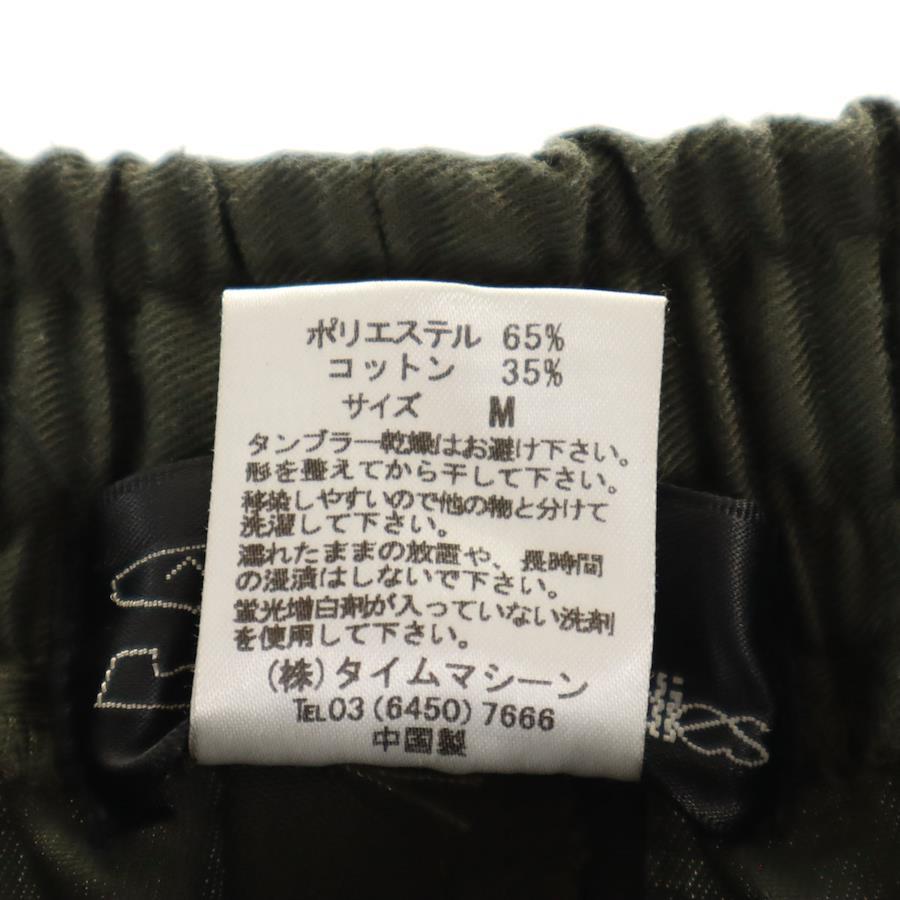 ポリエステル 65%
コットン 35%
サイズ M
タンブラー乾燥はお避け下さい。
形を整えてから干して下さい。
移染しやすいので他の物と分けて
洗濯して下さい。
濡れたままの放置や、長時間
の浸漬はしないで下さい。
蛍光増白剤が入っていない洗剤
を使用して下さい。
(株)タイムマシーン
TEL03(6450)7666
中国製